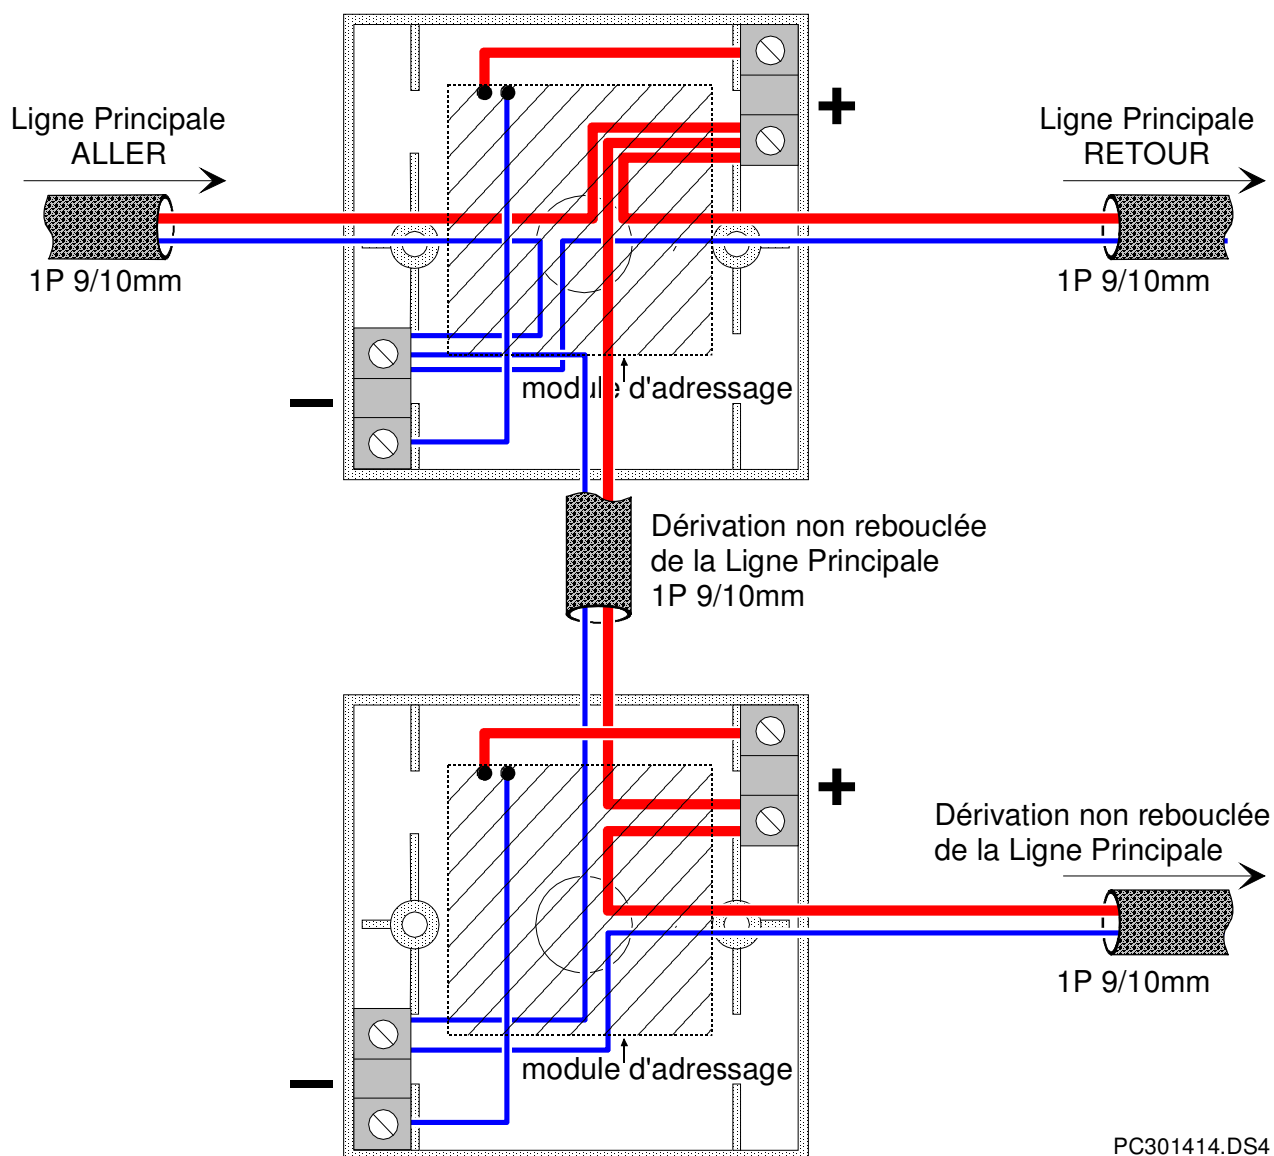 Ligne Principale
ALLER
1P 9/10mm
+
Ligne Principale
RETOUR
1P 9/10mm
module d'adressage
–
Dérivation non rebouclée
de la Ligne Principale
1P 9/10mm
+
Dérivation non rebouclée
de la Ligne Principale
1P 9/10mm
module d'adressage
–
PC301414.DS4